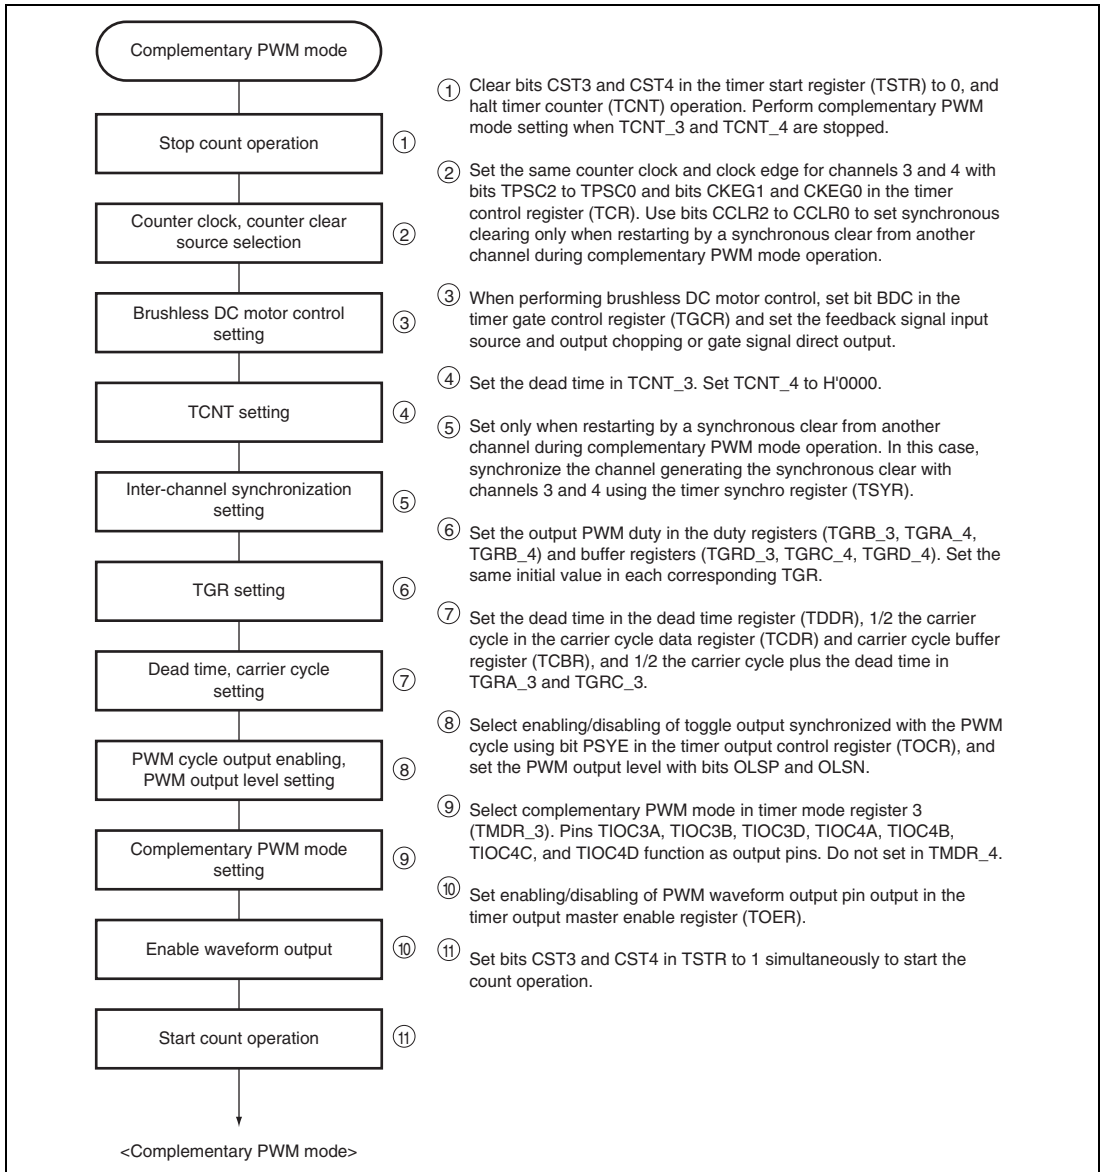 Complementary PWM mode
Stop count operation
①
Counter clock, counter clear
source selection
②
Brushless DC motor control
setting
③
TCNT setting
④
Inter-channel synchronization
setting
⑤
TGR setting
⑥
Dead time, carrier cycle
setting
⑦
PWM cycle output enabling,
PWM output level setting
⑧
Complementary PWM mode
setting
⑨
Enable waveform output
⑩
Start count operation
⑪
<Complementary PWM mode>
① Clear bits CST3 and CST4 in the timer start register (TSTR) to 0, and
halt timer counter (TCNT) operation. Perform complementary PWM
mode setting when TCNT_3 and TCNT_4 are stopped.
② Set the same counter clock and clock edge for channels 3 and 4 with
bits TPSC2 to TPSC0 and bits CKEG1 and CKEG0 in the timer
control register (TCR). Use bits CCLR2 to CCLR0 to set synchronous
clearing only when restarting by a synchronous clear from another
channel during complementary PWM mode operation.
③ When performing brushless DC motor control, set bit BDC in the
timer gate control register (TGCR) and set the feedback signal input
source and output chopping or gate signal direct output.
④ Set the dead time in TCNT_3. Set TCNT_4 to H'0000.
⑤ Set only when restarting by a synchronous clear from another
channel during complementary PWM mode operation. In this case,
synchronize the channel generating the synchronous clear with
channels 3 and 4 using the timer synchro register (TSYR).
⑥ Set the output PWM duty in the duty registers (TGRB_3, TGRA_4,
TGRB_4) and buffer registers (TGRD_3, TGRC_4, TGRD_4). Set the
same initial value in each corresponding TGR.
⑦ Set the dead time in the dead time register (TDDR), 1/2 the carrier
cycle in the carrier cycle data register (TCDR) and carrier cycle buffer
register (TCBR), and 1/2 the carrier cycle plus the dead time in
TGRA_3 and TGRC_3.
⑧ Select enabling/disabling of toggle output synchronized with the PWM
cycle using bit PSYE in the timer output control register (TOCR), and
set the PWM output level with bits OLSP and OLSN.
⑨ Select complementary PWM mode in timer mode register 3
(TMDR_3). Pins TIOC3A, TIOC3B, TIOC3D, TIOC4A, TIOC4B,
TIOC4C, and TIOC4D function as output pins. Do not set in TMDR_4.
⑩ Set enabling/disabling of PWM waveform output pin output in the
timer output master enable register (TOER).
⑪ Set bits CST3 and CST4 in TSTR to 1 simultaneously to start the
count operation.